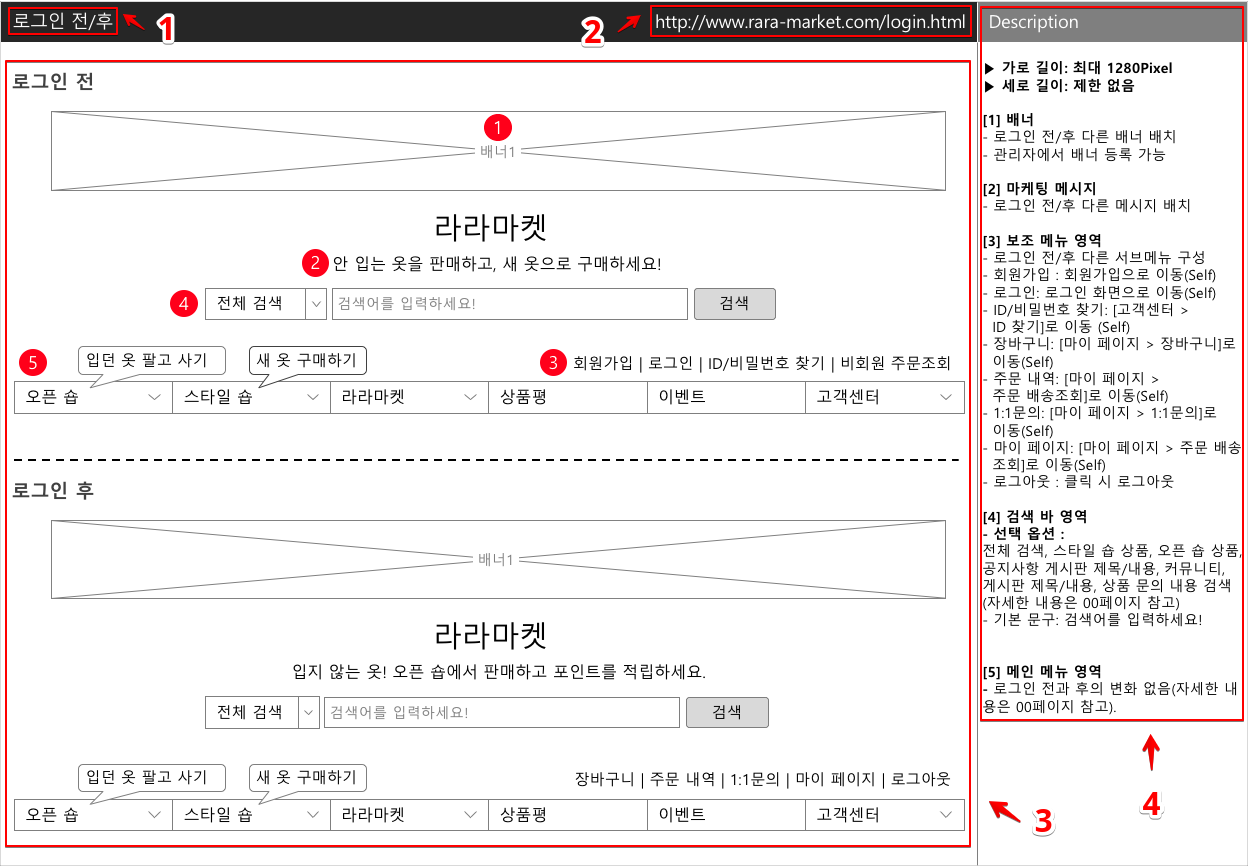 로그인 전/후
1
2
http://www.rara-market.com/login.html
로그인 전
1
배너1
라라마켓
2 안 입는 옷을 판매하고, 새 옷으로 구매하세요!
4 전체 검색 검색어를 입력하세요! 검색
5 입던 옷 팔고 사기 새 옷 구매하기 3 회원가입 | 로그인 | ID/비밀번호 찾기 | 비회원 주문조회
오픈 숍 스타일 숍 라라마켓 상품평 이벤트 고객센터
로그인 후
배너1
라라마켓
입지 않는 옷! 오픈 숍에서 판매하고 포인트를 적립하세요.
전체 검색 검색어를 입력하세요! 검색
입던 옷 팔고 사기 새 옷 구매하기 장바구니 | 주문 내역 | 1:1문의 | 마이 페이지 | 로그아웃
오픈 숍 스타일 숍 라라마켓 상품평 이벤트 고객센터
3
Description
▶ 가로 길이: 최대 1280Pixel
▶ 세로 길이: 제한 없음
[1] 배너
- 로그인 전/후 다른 배너 배치
- 관리자에서 배너 등록 가능
[2] 마케팅 메시지
- 로그인 전/후 다른 메시지 배치
[3] 보조 메뉴 영역
- 로그인 전/후 다른 서브메뉴 구성
- 회원가입 : 회원가입으로 이동(Self)
- 로그인: 로그인 화면으로 이동(Self)
- ID/비밀번호 찾기: [고객센터 >
ID 찾기]로 이동 (Self)
- 장바구니: [마이 페이지 > 장바구니]로
이동(Self)
- 주문 내역: [마이 페이지 >
주문 배송조회]로 이동(Self)
- 1:1문의: [마이 페이지 > 1:1문의]로
이동(Self)
- 마이 페이지: [마이 페이지 > 주문 배송
조회]로 이동(Self)
- 로그아웃 : 클릭 시 로그아웃
[4] 검색 바 영역
- 선택 옵션 :
전체 검색, 스타일 숍 상품, 오픈 숍 상품,
공지사항 게시판 제목/내용, 커뮤니티,
게시판 제목/내용, 상품 문의 내용 검색
(자세한 내용은 00페이지 참고)
- 기본 문구: 검색어를 입력하세요!
[5] 메인 메뉴 영역
- 로그인 전과 후의 변화 없음(자세한 내
용은 00페이지 참고).
4